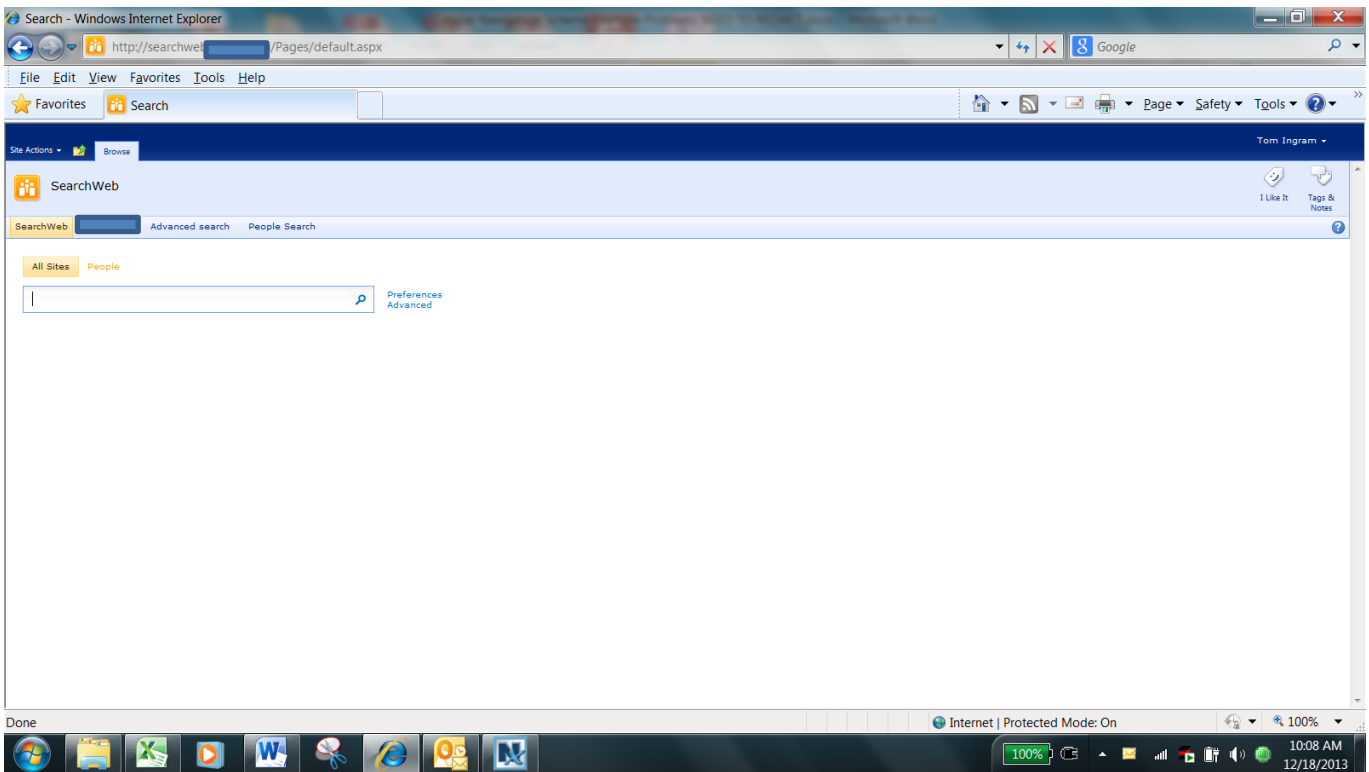 Search - Windows Internet Explorer
http://searchwe /Pages/default.aspx
Google
File Edit View Favorites Tools Help
Favorites Search
Page Safety Tools
Tom Ingram
Site Actions Browse
SearchWeb
I Like It Tags &
Notes
SearchWeb Advanced search People Search
All Sites People
Preferences
Advanced
Done Internet | Protected Mode: On 100%
100% 10:08 AM
12/18/2013